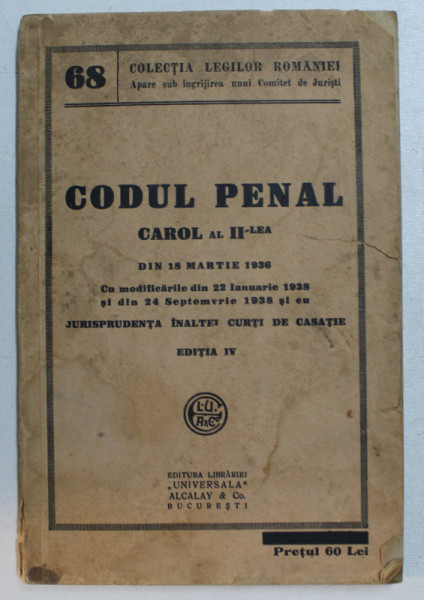 68
COLECȚIA LEGILOR ROMANIEI
Apare sub îngrijirea unui Comitet de Juriști
CODUL PENAL
CAROL AL II-LEA
DIN 18 MARTIE 1936
Cu modificările din 22 Ianuarie 1938
și din 24 Septemvrie 1938 și cu
JURISPRUDENȚA ÎNALTEI CURȚI DE CASAȚIE
EDIȚIA IV
L.U.
A&C°
EDITURA LIBRĂRIEI
„UNIVERSALA"
ALCALAY & Co.
BUCUREȘTI
Prețul 60 Lei